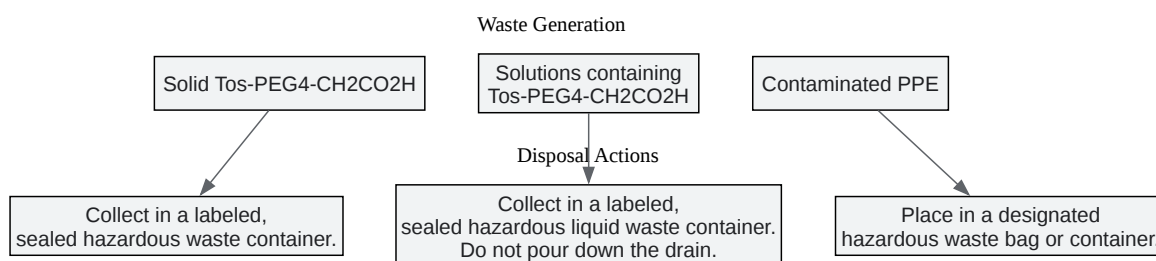 Waste Generation
Solid Tos-PEG4-CH2CO2H
Solutions containing
Tos-PEG4-CH2CO2H
Contaminated PPE
Disposal Actions
Collect in a labeled,
sealed hazardous waste container.
Collect in a labeled,
sealed hazardous liquid waste container.
Do not pour down the drain.
Place in a designated
hazardous waste bag or container.